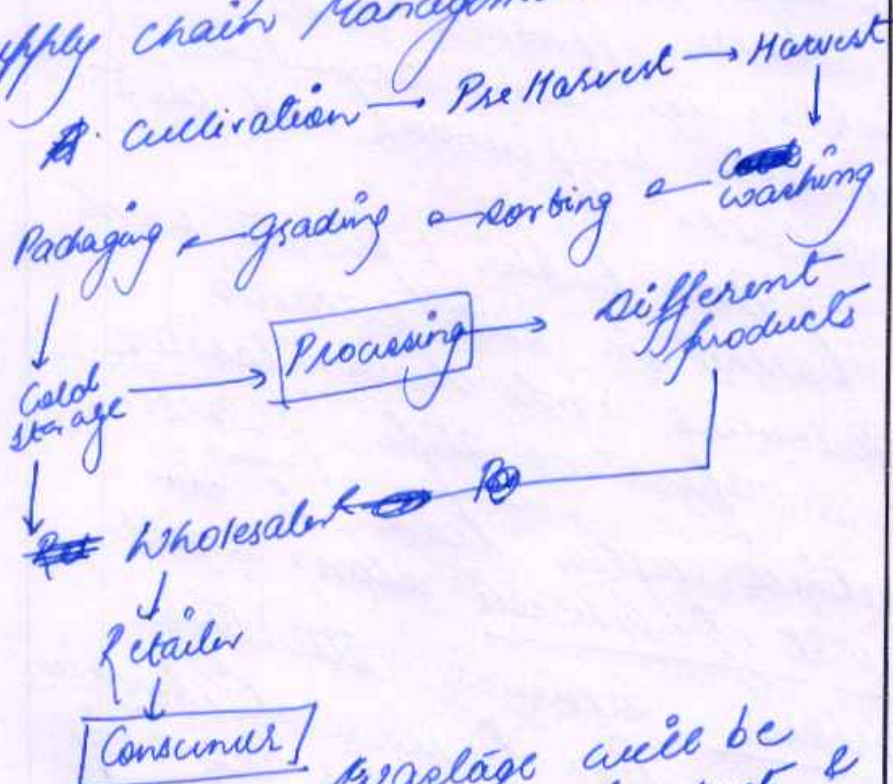 upply chain Management
Cultivation → Pre Harvest → Harvest
washing
Packaging ← Grading ← sorting ←
Different
products
Processing →
Cold
storage →
Wholesaler
Retailer
Consumer
will be
&